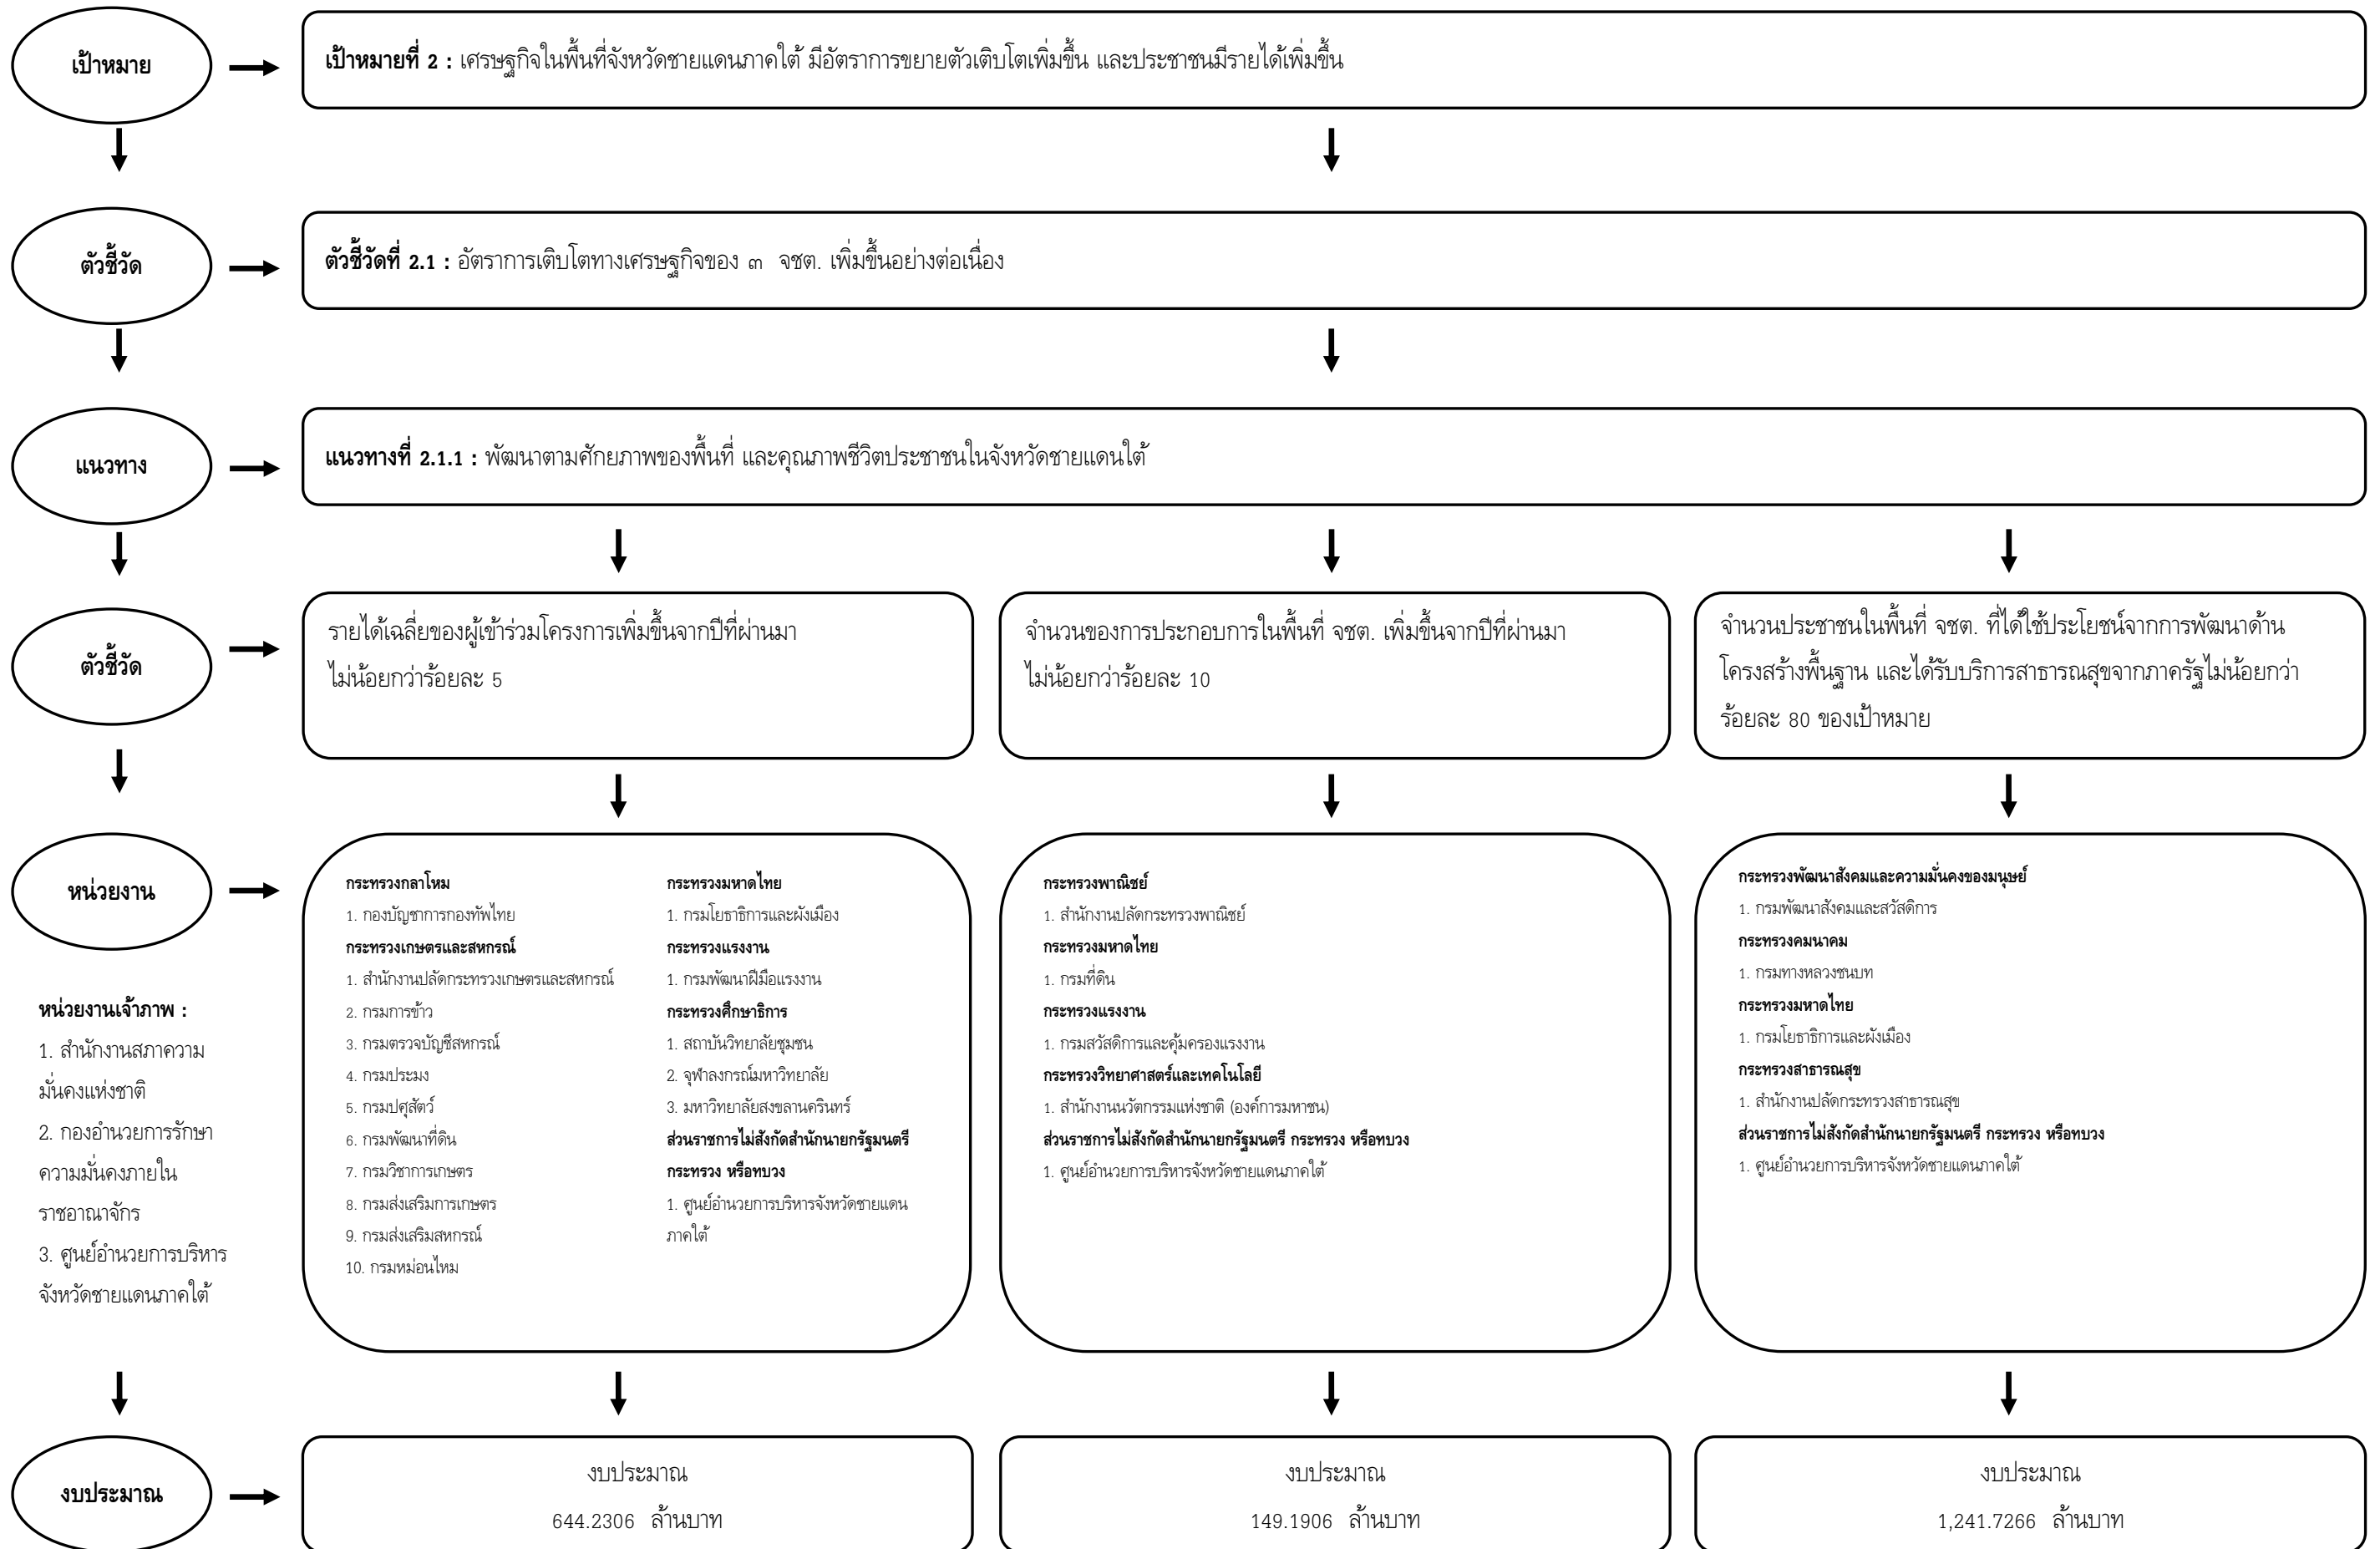 เป้าหมาย
เป้าหมายที่ 2 : เศรษฐกิจในพื้นที่จังหวัดชายแดนภาคใต้ มีอัตราการขยายตัวเติบโตเพิ่มขึ้น และประชาชนมีรายได้เพิ่มขึ้น
ตัวชี้วัด
ตัวชี้วัดที่ 2.1 : อัตราการเติบโตทางเศรษฐกิจของ ๓ จชต. เพิ่มขึ้นอย่างต่อเนื่อง
แนวทาง
แนวทางที่ 2.1.1 : พัฒนาตามศักยภาพของพื้นที่ และคุณภาพชีวิตประชาชนในจังหวัดชายแดนใต้
ตัวชี้วัด
รายได้เฉลี่ยของผู้เข้าร่วมโครงการเพิ่มขึ้นจากปีที่ผ่านมา
ไม่น้อยกว่าร้อยละ 5
จำนวนของการประกอบการในพื้นที่ จชต. เพิ่มขึ้นจากปีที่ผ่านมา
ไม่น้อยกว่าร้อยละ 10
จำนวนประชาชนในพื้นที่ จชต. ที่ได้ใช้ประโยชน์จากการพัฒนาด้าน
โครงสร้างพื้นฐาน และได้รับบริการสาธารณสุขจากภาครัฐไม่น้อยกว่า
ร้อยละ 80 ของเป้าหมาย
หน่วยงาน
หน่วยงานเจ้าภาพ :
1. สำนักงานสภาความ
มั่นคงแห่งชาติ
2. กองอำนวยการรักษา
ความมั่นคงภายใน
ราชอาณาจักร
3. ศูนย์อำนวยการบริหาร
จังหวัดชายแดนภาคใต้
กระทรวงกลาโหม
1. กองบัญชาการกองทัพไทย
กระทรวงเกษตรและสหกรณ์
1. สำนักงานปลัดกระทรวงเกษตรและสหกรณ์
2. กรมการข้าว
3. กรมตรวจบัญชีสหกรณ์
4. กรมประมง
5. กรมปศุสัตว์
6. กรมพัฒนาที่ดิน
7. กรมวิชาการเกษตร
8. กรมส่งเสริมการเกษตร
9. กรมส่งเสริมสหกรณ์
10. กรมหม่อนไหม
กระทรวงมหาดไทย
1. กรมโยธาธิการและผังเมือง
กระทรวงแรงงาน
1. กรมพัฒนาฝีมือแรงงาน
กระทรวงศึกษาธิการ
1. สถาบันวิทยาลัยชุมชน
2. จุฬาลงกรณ์มหาวิทยาลัย
3. มหาวิทยาลัยสงขลานครินทร์
ส่วนราชการไม่สังกัดสำนักนายกรัฐมนตรี
กระทรวง หรือทบวง
1. ศูนย์อำนวยการบริหารจังหวัดชายแดน
ภาคใต้
กระทรวงพาณิชย์
1. สำนักงานปลัดกระทรวงพาณิชย์
กระทรวงมหาดไทย
1. กรมที่ดิน
กระทรวงแรงงาน
1. กรมสวัสดิการและคุ้มครองแรงงาน
กระทรวงวิทยาศาสตร์และเทคโนโลยี
1. สำนักงานนวัตกรรมแห่งชาติ (องค์การมหาชน)
ส่วนราชการไม่สังกัดสำนักนายกรัฐมนตรี กระทรวง หรือทบวง
1. ศูนย์อำนวยการบริหารจังหวัดชายแดนภาคใต้
กระทรวงพัฒนาสังคมและความมั่นคงของมนุษย์
1. กรมพัฒนาสังคมและสวัสดิการ
กระทรวงคมนาคม
1. กรมทางหลวงชนบท
กระทรวงมหาดไทย
1. กรมโยธาธิการและผังเมือง
กระทรวงสาธารณสุข
1. สำนักงานปลัดกระทรวงสาธารณสุข
ส่วนราชการไม่สังกัดสำนักนายกรัฐมนตรี กระทรวง หรือทบวง
1. ศูนย์อำนวยการบริหารจังหวัดชายแดนภาคใต้
งบประมาณ
งบประมาณ
644.2306 ล้านบาท
งบประมาณ
149.1906 ล้านบาท
งบประมาณ
1,241.7266 ล้านบาท